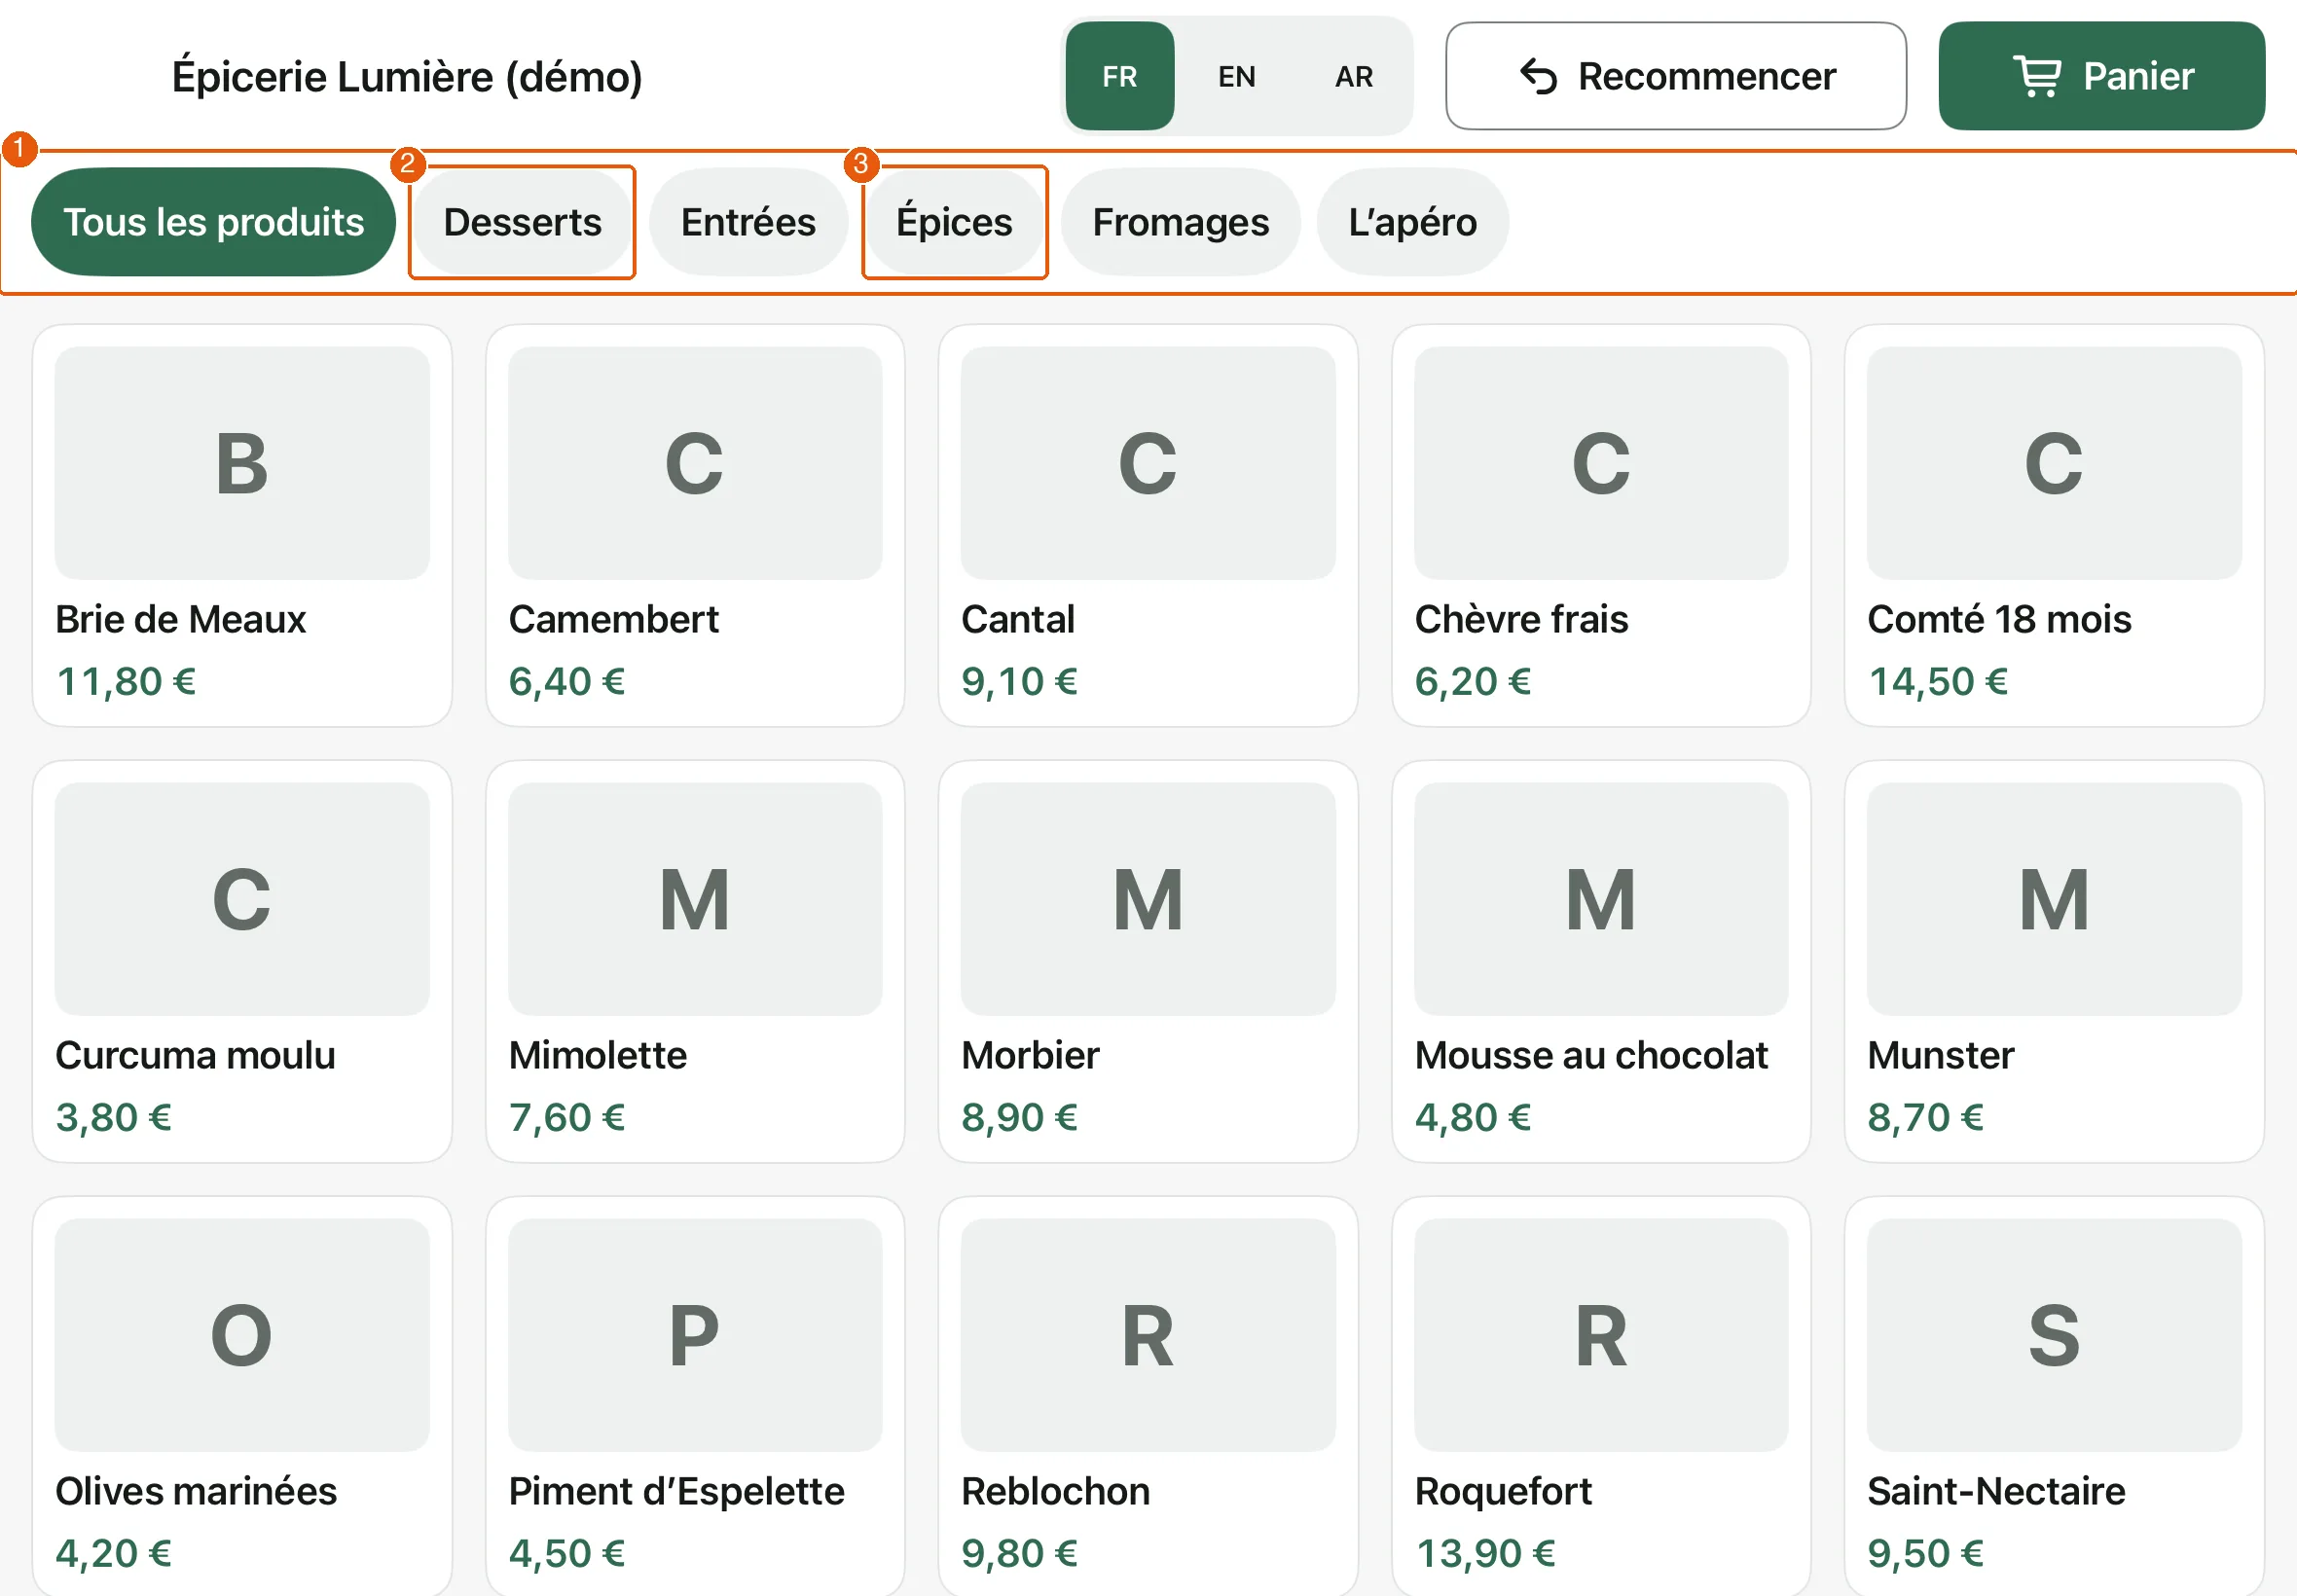 Épicerie Lumière (démo)
FR EN AR
Recommencer
Panier
1 2 3
Tous les produits Desserts Entrées Épices Fromages L’apéro
B C C C C
Brie de Meaux Camembert Cantal Chèvre frais Comté 18 mois
11,80 € 6,40 € 9,10 € 6,20 € 14,50 €
C M M M M
Curcuma moulu Mimolette Morbier Mousse au chocolat Munster
3,80 € 7,60 € 8,90 € 4,80 € 8,70 €
O P R R S
Olives marinées Piment d’Espelette Reblochon Roquefort Saint-Nectaire
4,20 € 4,50 € 9,80 € 13,90 € 9,50 €